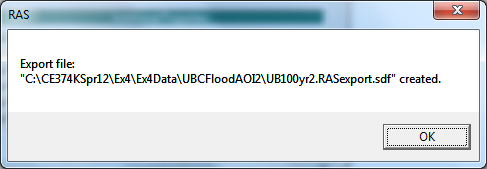 RAS
Export file:
"C:\CE374KSpr12\Ex4\Ex4Data\UBCFloodAOI2\UB100yr2.RASexport.sdf" created.
OK